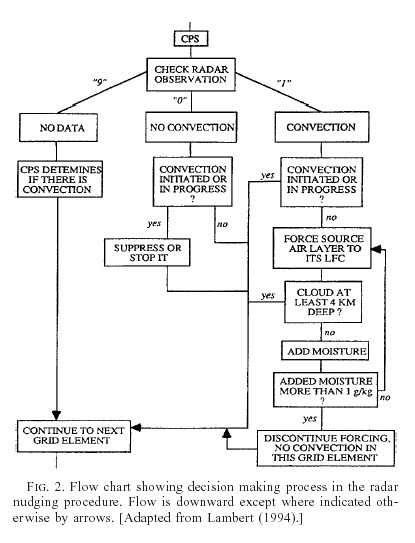 CPS
CHECK RADAR
OBSERVATION
"9"
"0"
"1"
NO DATA
NO CONVECTION
CONVECTION
CPS DETEMINES
IF THERE IS
CONVECTION
CONVECTION
INITIATED OR
IN PROGRESS
?
yes
no
SUPPRESS OR
STOP IT
CONVECTION
INITIATED OR
IN PROGRESS
?
yes
no
FORCE SOURCE
AIR LAYER TO
ITS LFC
CLOUD AT
LEAST 4 KM
DEEP ?
yes
no
ADD MOISTURE
ADDED MOISTURE
MORE THAN 1 g/kg
?
no
yes
DISCONTINUE FORCING,
NO CONVECTION IN
THIS GRID ELEMENT
CONTINUE TO NEXT
GRID ELEMENT
FIG. 2. Flow chart showing decision making process in the radar
nudging procedure. Flow is downward except where indicated oth-
erwise by arrows. [Adapted from Lambert (1994).]